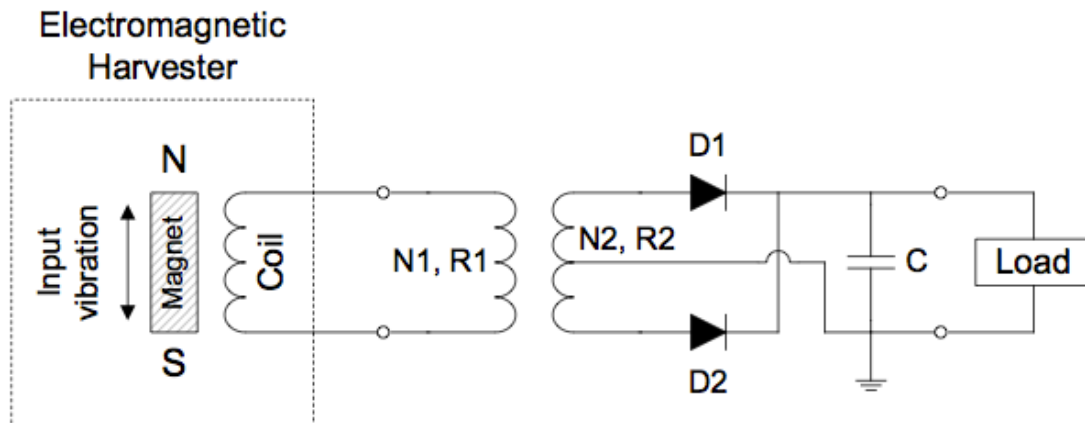 Electromagnetic
Harvester
N
Input
vibration
Magnet
S
Coil
N1, R1
N2, R2
D1
D2
C
Load